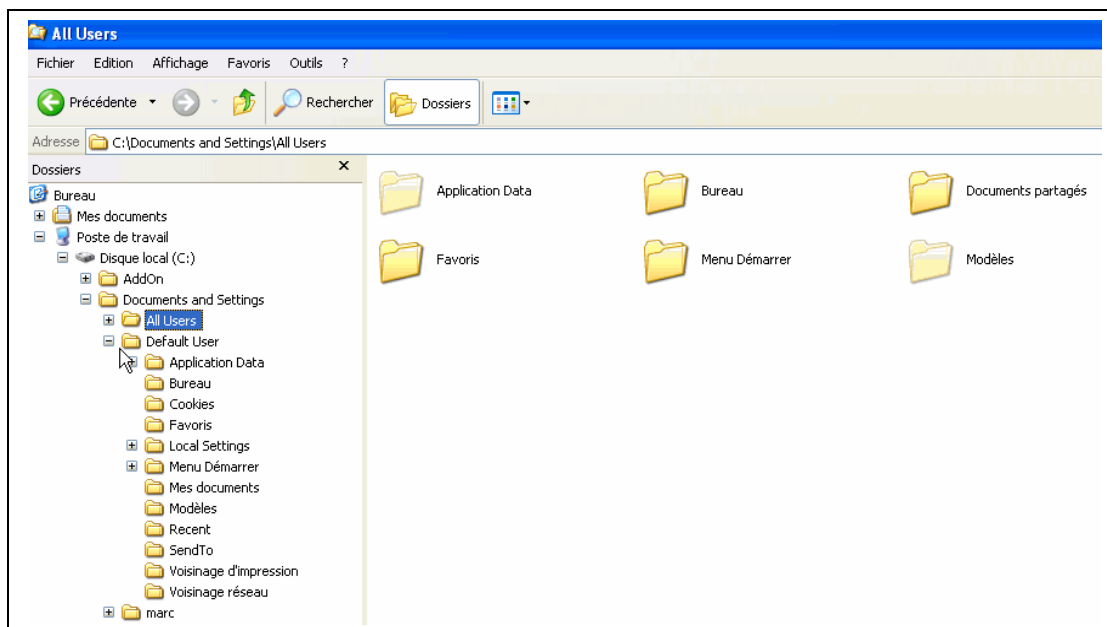 All Users
Fichier Edition Affichage Favoris Outils ?
Précédente Rechercher Dossiers
Adresse C:\Documents and Settings\All Users
Dossiers
Bureau
Mes documents
Poste de travail
Disque local (C:)
AddOn
Documents and Settings
All Users
Default User
Application Data
Bureau
Cookies
Favoris
Local Settings
Menu Démarrer
Mes documents
Modèles
Recent
SendTo
Voisinage d'impression
Voisinage réseau
marc
Application Data Bureau Documents partagés
Favoris Menu Démarrer Modèles